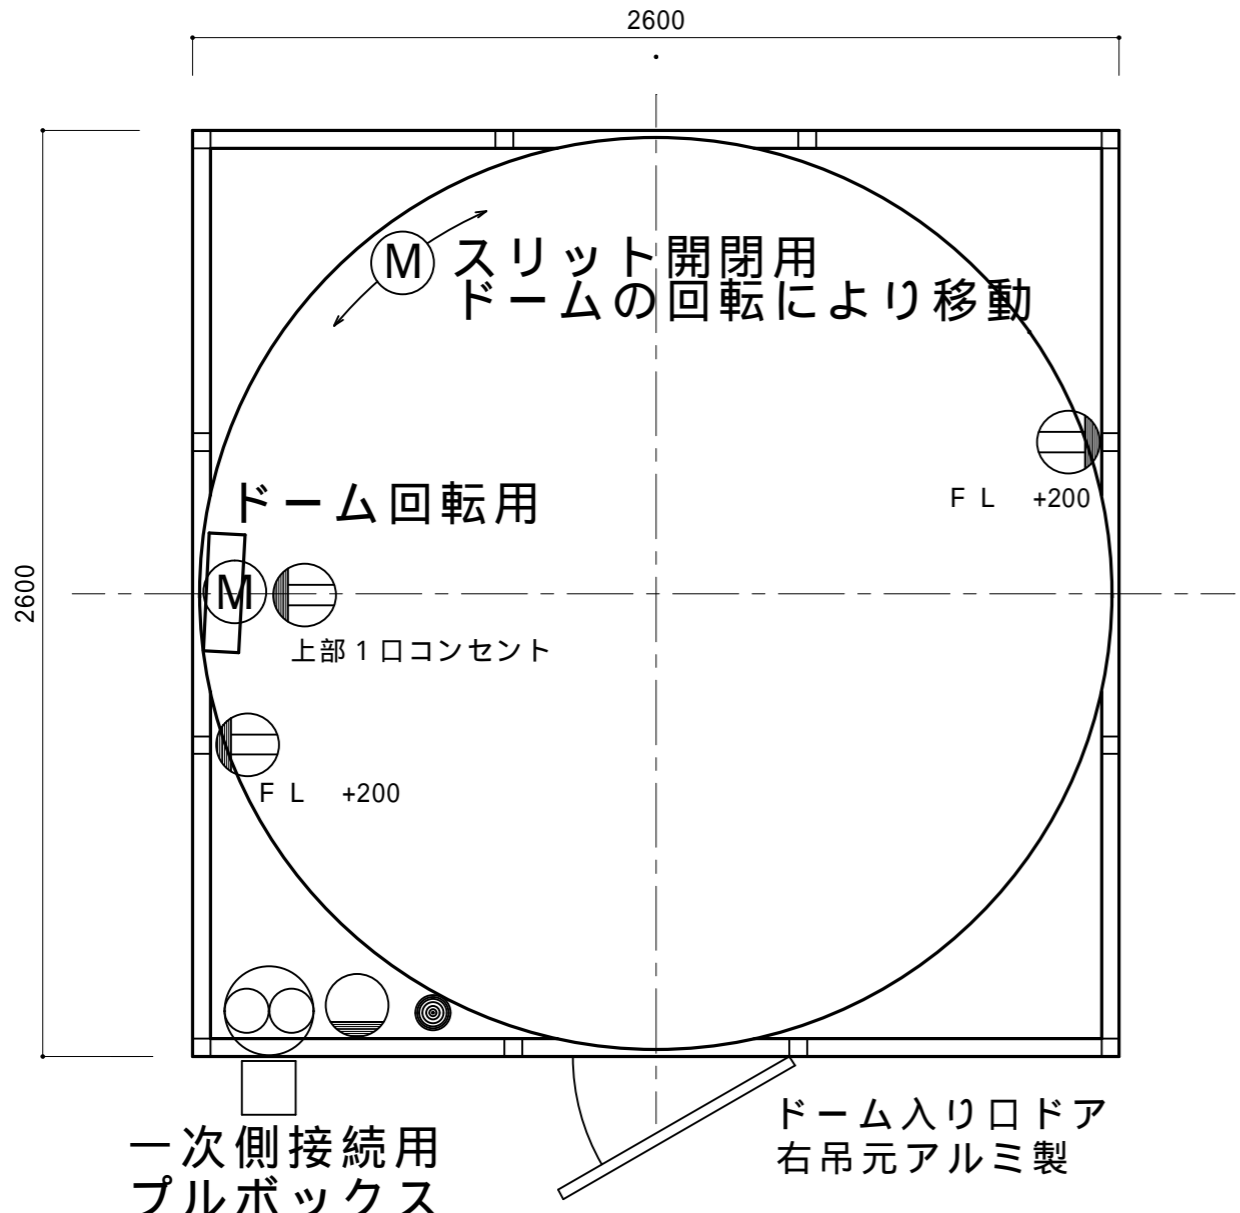 2600
M
スリット開閉用
ドームの回転により移動
ドーム回転用
FL +200
2600
M
上部1口コンセント
FL +200
一次側接続用
プルボックス
ドーム入り口ドア
右吊元アルミ製